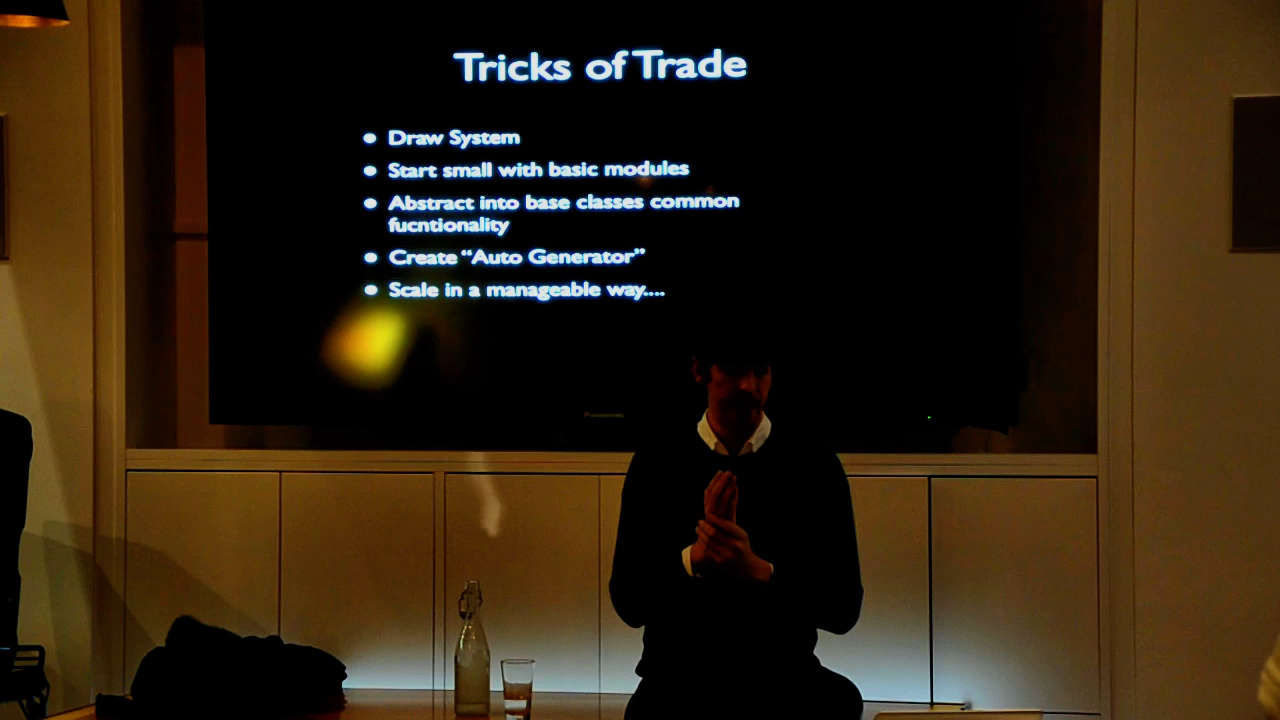 Tricks of Trade
• Draw System
• Start small with basic modules
• Abstract into base classes common
fucntionality
• Create “Auto Generator”
• Scale in a manageable way....
Panasonic